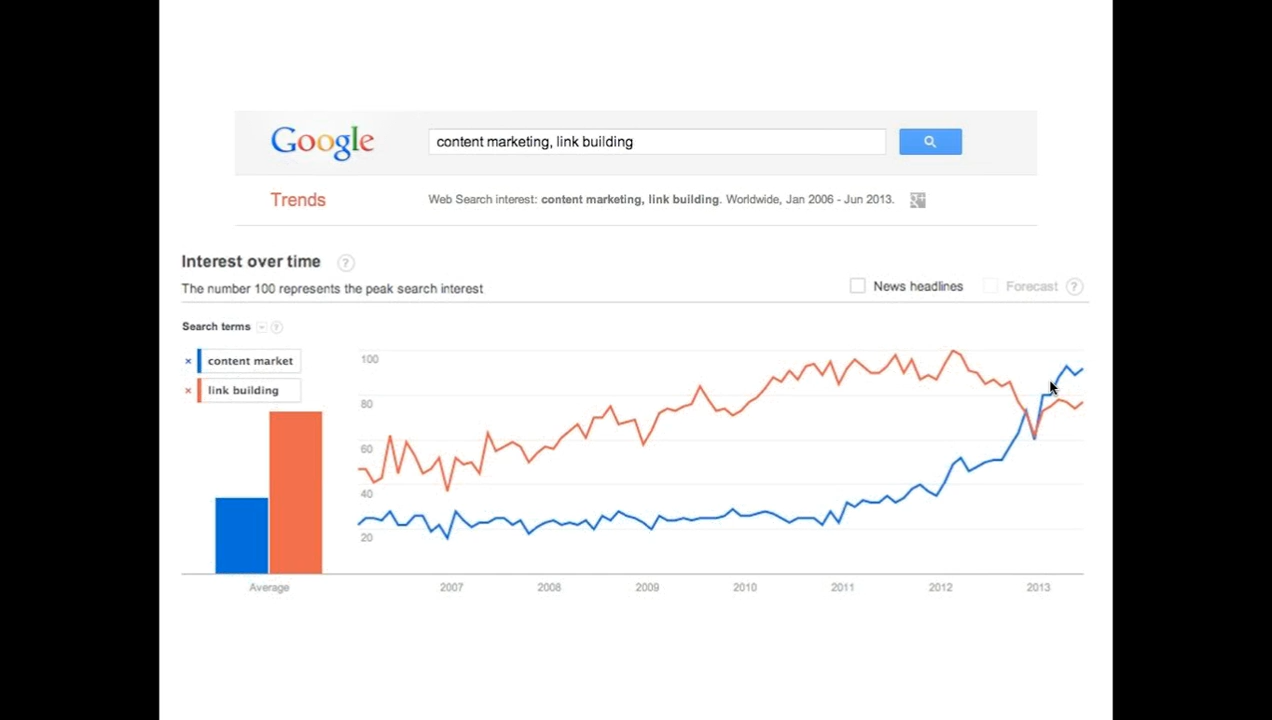 Google
content marketing, link building
Trends
Web Search interest: content marketing, link building. Worldwide, Jan 2006 - Jun 2013.
Interest over time ?
The number 100 represents the peak search interest
News headlines
Forecast ?
Search terms ?
× content market
× link building
100
80
60
40
20
Average
2007 2008 2009 2010 2011 2012 2013